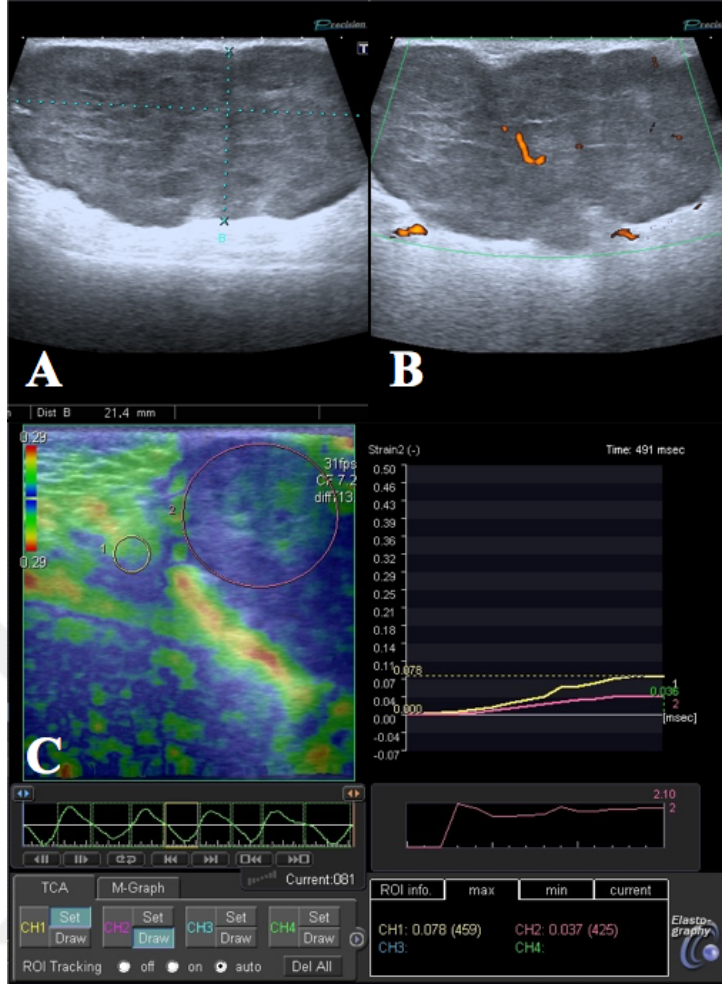 Precision
Precision
T
B
A
B
Dist B 21.4 mm
0.29
31fps
CF 7.2
diff 13
2
1
0.29
C
Strain2 (-) Time: 491 msec
0.50
0.46
0.43
0.39
0.36
0.32
0.29
0.25
0.21
0.18
0.14
0.11
0.078
0.07
1
0.036
0.04
0.000
2
0.00
[msec]
-0.04
-0.07
2.10
2
Current:081
TCA M-Graph
CH1 Set Draw CH2 Set Draw CH3 Set Draw CH4 Set Draw
ROI Tracking off on auto Del All
ROI info. max min current
CH1: 0.078 (459) CH2: 0.037 (425)
CH3: CH4:
Elasto-
graphy